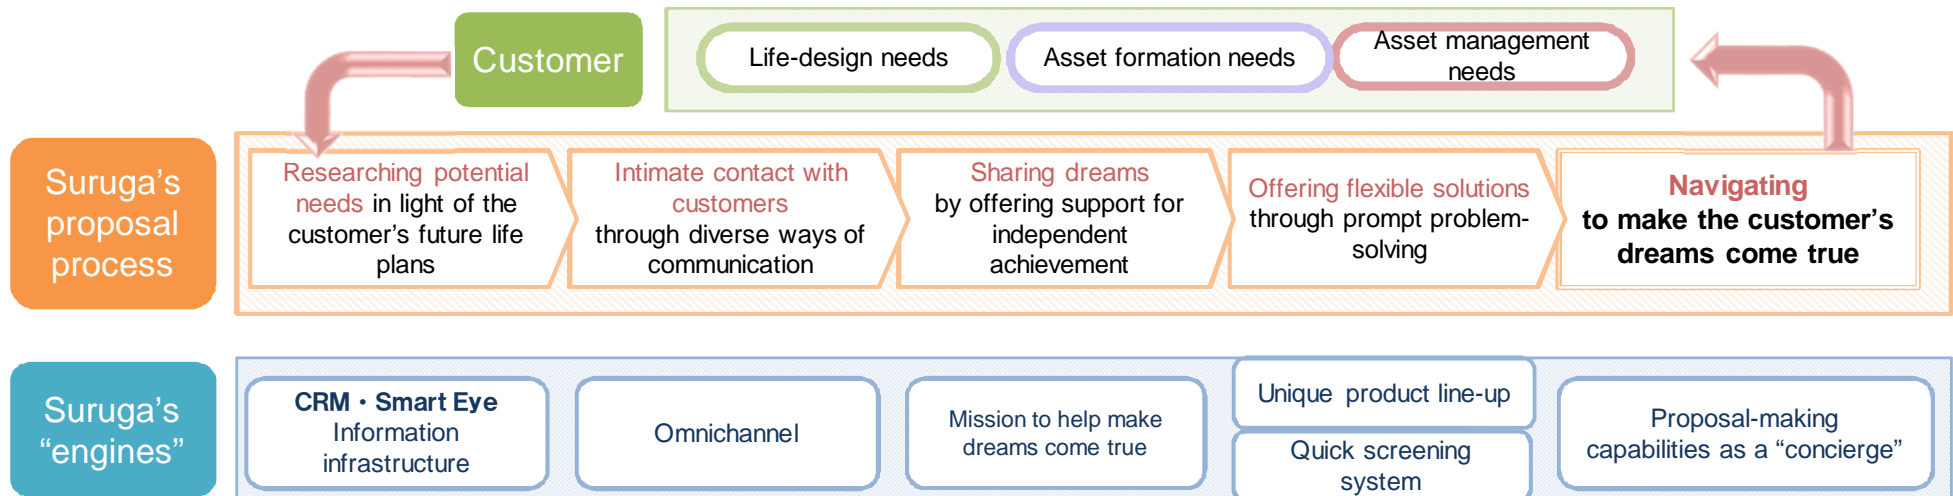 Customer
Life-design needs
Asset formation needs
Asset management
needs
Suruga's
proposal
process
Researching potential
needs in light of the
customer's future life
plans
Intimate contact with
customers
through diverse ways of
communication
Sharing dreams
by offering support for
independent
achievement
Offering flexible solutions
through prompt problem-
solving
Navigating
to make the customer's
dreams come true
Suruga's
“engines”
CRM・Smart Eye
Information
infrastructure
Omnichannel
Mission to help make
dreams come true
Unique product line-up
Quick screening
system
Proposal-making
capabilities as a “concierge”